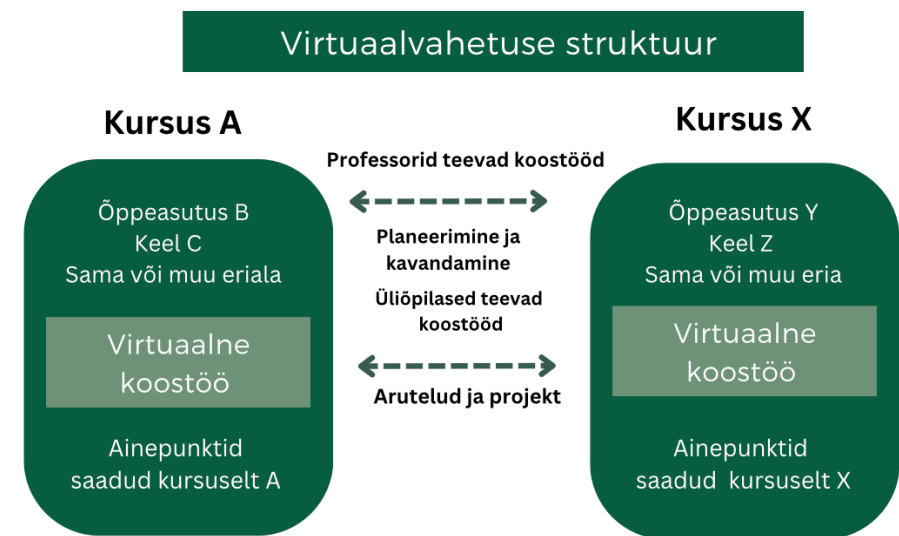 Virtuaalvahetuse struktuur
Kursus A
Õppeasutus B
Keel C
Sama või muu eriala
Virtuaalne
koostöö
Ainepunktid
saadud kursuselt A
Professorid teevad koostööd
Planeerimine ja
kavandamine
Üliõpilased teevad
koostööd
Arutelud ja projekt
Kursus X
Õppeasutus Y
Keel Z
Sama või muu eria
Virtuaalne
koostöö
Ainepunktid
saadud kursuselt X